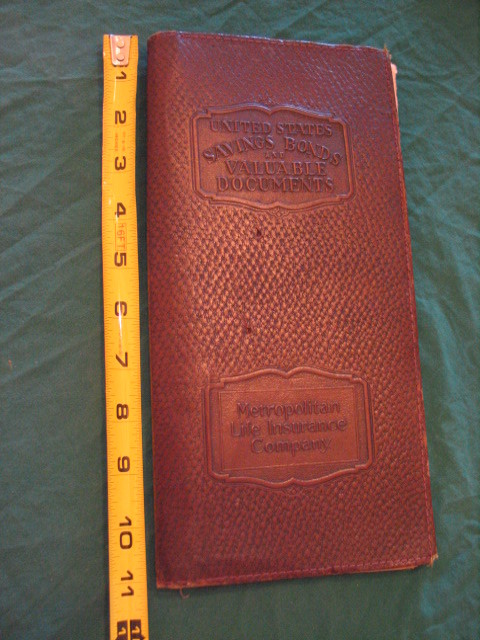 UNITED STATES
SAVINGS BONDS
AND
VALUABLE
DOCUMENTS
Metropolitan
Life Insurance
Company
1
2
3
4
5
6
7
8
9
10
11